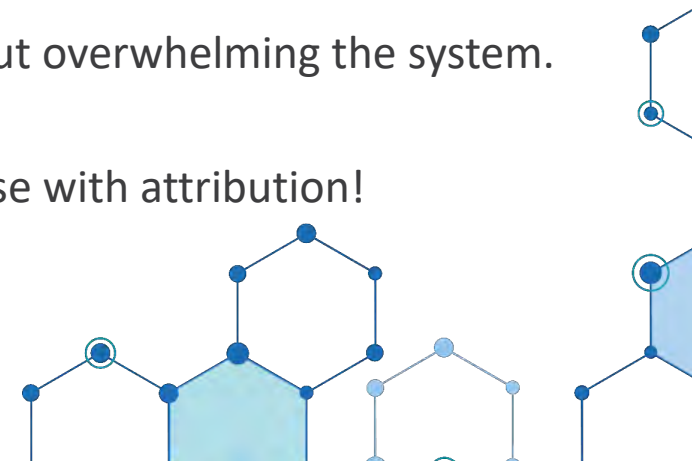 ut overwhelming the system.
se with attribution!